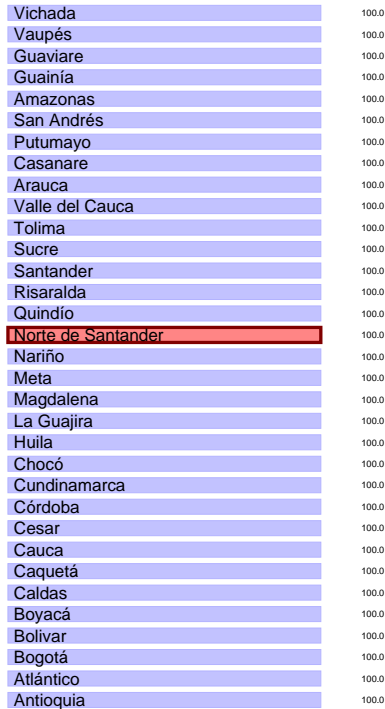 Vichada 100.0
Vaupés 100.0
Guaviare 100.0
Guainía 100.0
Amazonas 100.0
San Andrés 100.0
Putumayo 100.0
Casanare 100.0
Arauca 100.0
Valle del Cauca 100.0
Tolima 100.0
Sucre 100.0
Santander 100.0
Risaralda 100.0
Quindío 100.0
Norte de Santander 100.0
Nariño 100.0
Meta 100.0
Magdalena 100.0
La Guajira 100.0
Huila 100.0
Chocó 100.0
Cundinamarca 100.0
Córdoba 100.0
Cesar 100.0
Cauca 100.0
Caquetá 100.0
Caldas 100.0
Boyacá 100.0
Bolivar 100.0
Bogotá 100.0
Atlántico 100.0
Antioquia 100.0